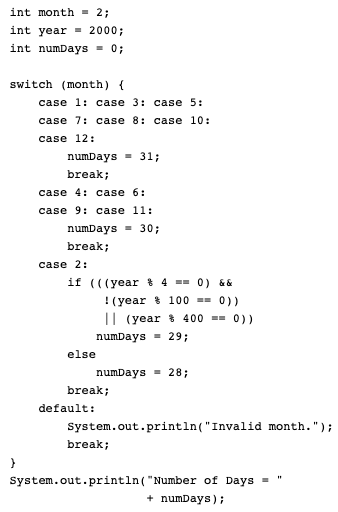 int month = 2;
int year = 2000;
int numDays = 0;

switch (month) {
    case 1: case 3: case 5:
    case 7: case 8: case 10:
    case 12:
        numDays = 31;
        break;
    case 4: case 6:
    case 9: case 11:
        numDays = 30;
        break;
    case 2:
        if (((year % 4 == 0) &&
             !(year % 100 == 0))
             || (year % 400 == 0))
            numDays = 29;
        else
            numDays = 28;
        break;
    default:
        System.out.println("Invalid month.");
        break;
}
System.out.println("Number of Days = "
                   + numDays);